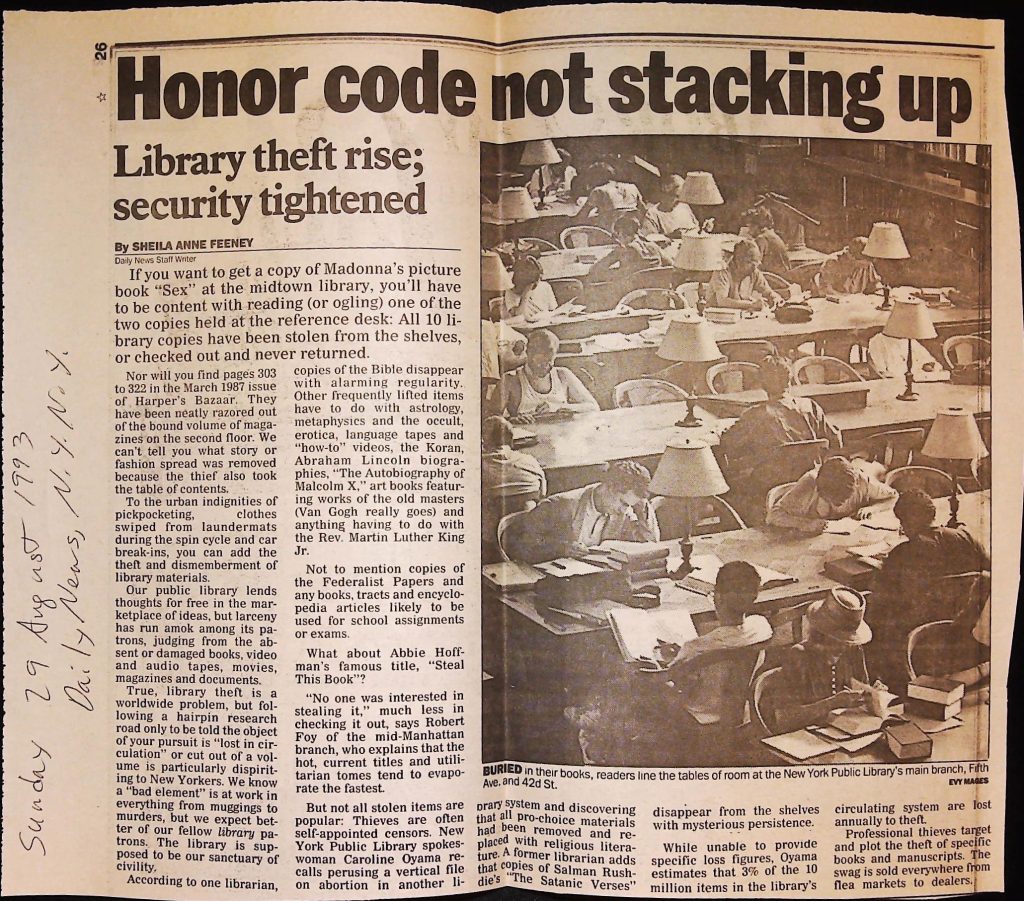 26
Honor code not stacking up
Library theft rise;
security tightened
By SHEILA ANNE FEENEY
Daily News Staff Writer
If you want to get a copy of Madonna's picture
book "Sex" at the midtown library, you'll have
to be content with reading (or ogling) one of the
two copies held at the reference desk: All 10 li-
brary copies have been stolen from the shelves,
or checked out and never returned.
Nor will you find pages 303
to 322 in the March 1987 issue
of Harper's Bazaar. They
have been neatly razored out
of the bound volume of maga-
zines on the second floor. We
can't tell you what story or
fashion spread was removed
because the thief also took
the table of contents.
To the urban indignities of
pickpocketing, clothes
swiped from laundermats
during the spin cycle and car
break-ins, you can add the
theft and dismemberment of
library materials.
Our public library lends
thoughts for free in the mar-
ketplace of ideas, but larceny
has run amok among its pa-
trons, judging from the ab-
sent or damaged books, video
and audio tapes, movies,
magazines and documents.
True, library theft is a
worldwide problem, but fol-
lowing a hairpin research
road only to be told the object
of your pursuit is "lost in cir-
culation" or cut out of a vol-
ume is particularly dispirit-
ing to New Yorkers. We know
a "bad element" is at work in
everything from muggings to
murders, but we expect bet-
ter of our fellow library pa-
trons. The library is sup-
posed to be our sanctuary of
civility.
According to one librarian,
copies of the Bible disappear
with alarming regularity.
Other frequently lifted items
have to do with astrology,
metaphysics and the occult,
erotica, language tapes and
"how-to" videos, the Koran,
Abraham Lincoln biogra-
phies, "The Autobiography of
Malcolm X," art books featur-
ing works of the old masters
(Van Gogh really goes) and
anything having to do with
the Rev. Martin Luther King
Jr.
Not to mention copies of
the Federalist Papers and
any books, tracts and encyclo-
pedia articles likely to be
used for school assignments
or exams.
What about Abbie Hoff-
man's famous title, "Steal
This Book"?
"No one was interested in
stealing it," much less in
checking it out, says Robert
Foy of the mid-Manhattan
branch, who explains that the
hot, current titles and utili-
tarian tomes tend to evapo-
rate the fastest.
But not all stolen items are
popular: Thieves are often
self-appointed censors. New
York Public Library spokes-
woman Caroline Oyama re-
calls perusing a vertical file
on abortion in another li-
BURIED in their books, readers line the tables of room at the New York Public Library's main branch, Fifth
Ave. and 42d St.
EVY MAGES
brary system and discovering
that all pro-choice materials
had been removed and re-
placed with religious litera-
ture. A former librarian adds
that copies of Salman Rush-
die's "The Satanic Verses"
disappear from the shelves
with mysterious persistence.
While unable to provide
specific loss figures, Oyama
estimates that 3% of the 10
million items in the library's
circulating system are lost
annually to theft.
Professional thieves target
and plot the theft of specific
books and manuscripts. The
swag is sold everywhere from
flea markets to dealers.
Sunday 29 August 1993
Daily News, N.Y. N.Y.